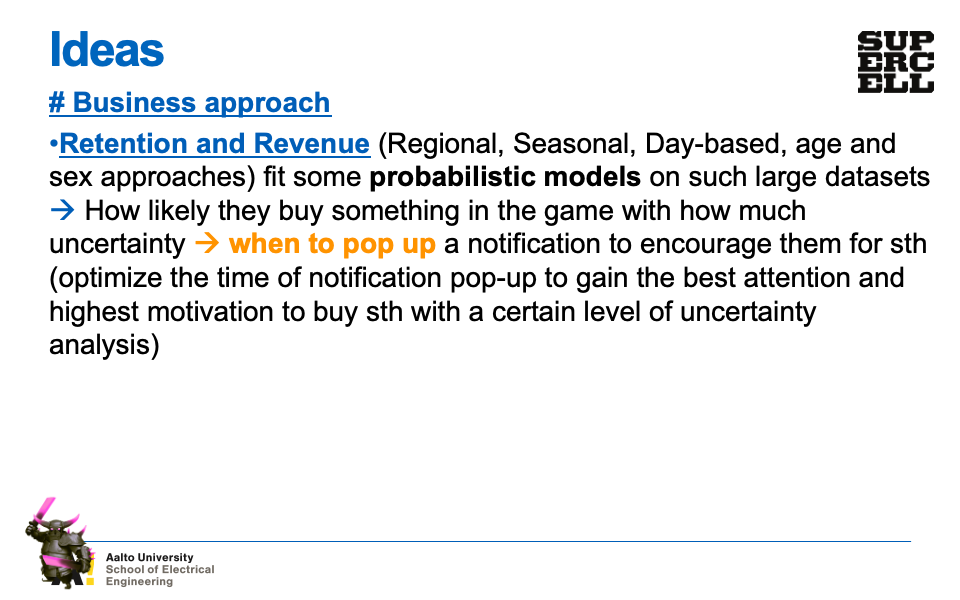 Ideas
SUP
ERC
ELL
# Business approach
•Retention and Revenue (Regional, Seasonal, Day-based, age and
sex approaches) fit some probabilistic models on such large datasets
→ How likely they buy something in the game with how much
uncertainty → when to pop up a notification to encourage them for sth
(optimize the time of notification pop-up to gain the best attention and
highest motivation to buy sth with a certain level of uncertainty
analysis)
Aalto University
School of Electrical
Engineering